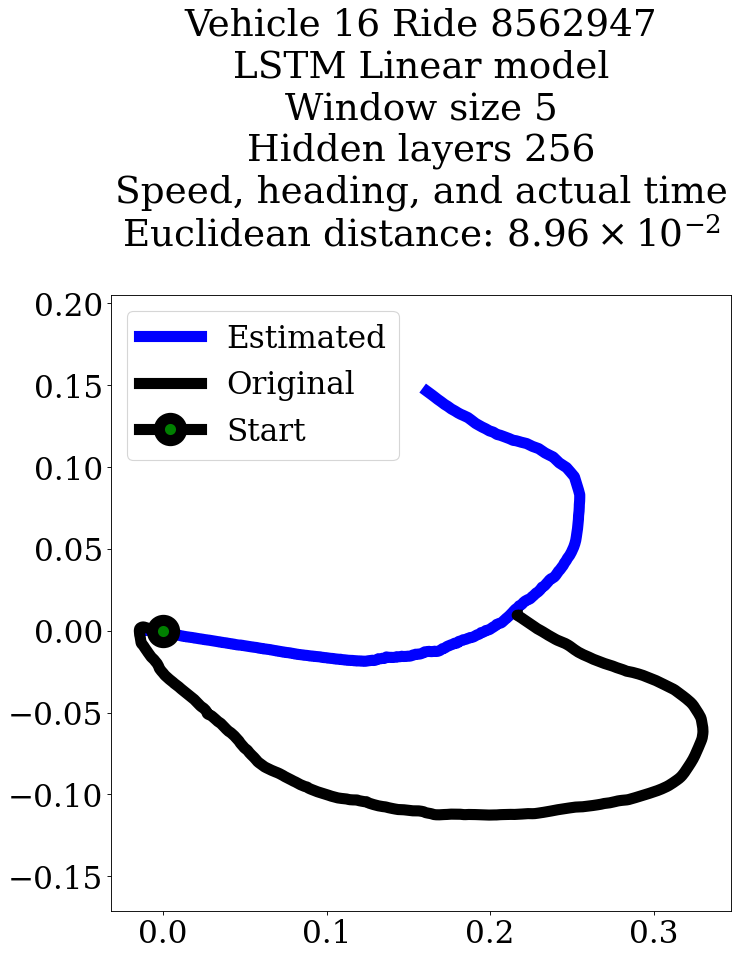 Vehicle 16 Ride 8562947
LSTM Linear model
Window size 5
Hidden layers 256
Speed, heading, and actual time
Euclidean distance: 8.96 × 10⁻²
Estimated
Original
Start
0.20
0.15
0.10
0.05
0.00
−0.05
−0.10
−0.15
0.0 0.1 0.2 0.3